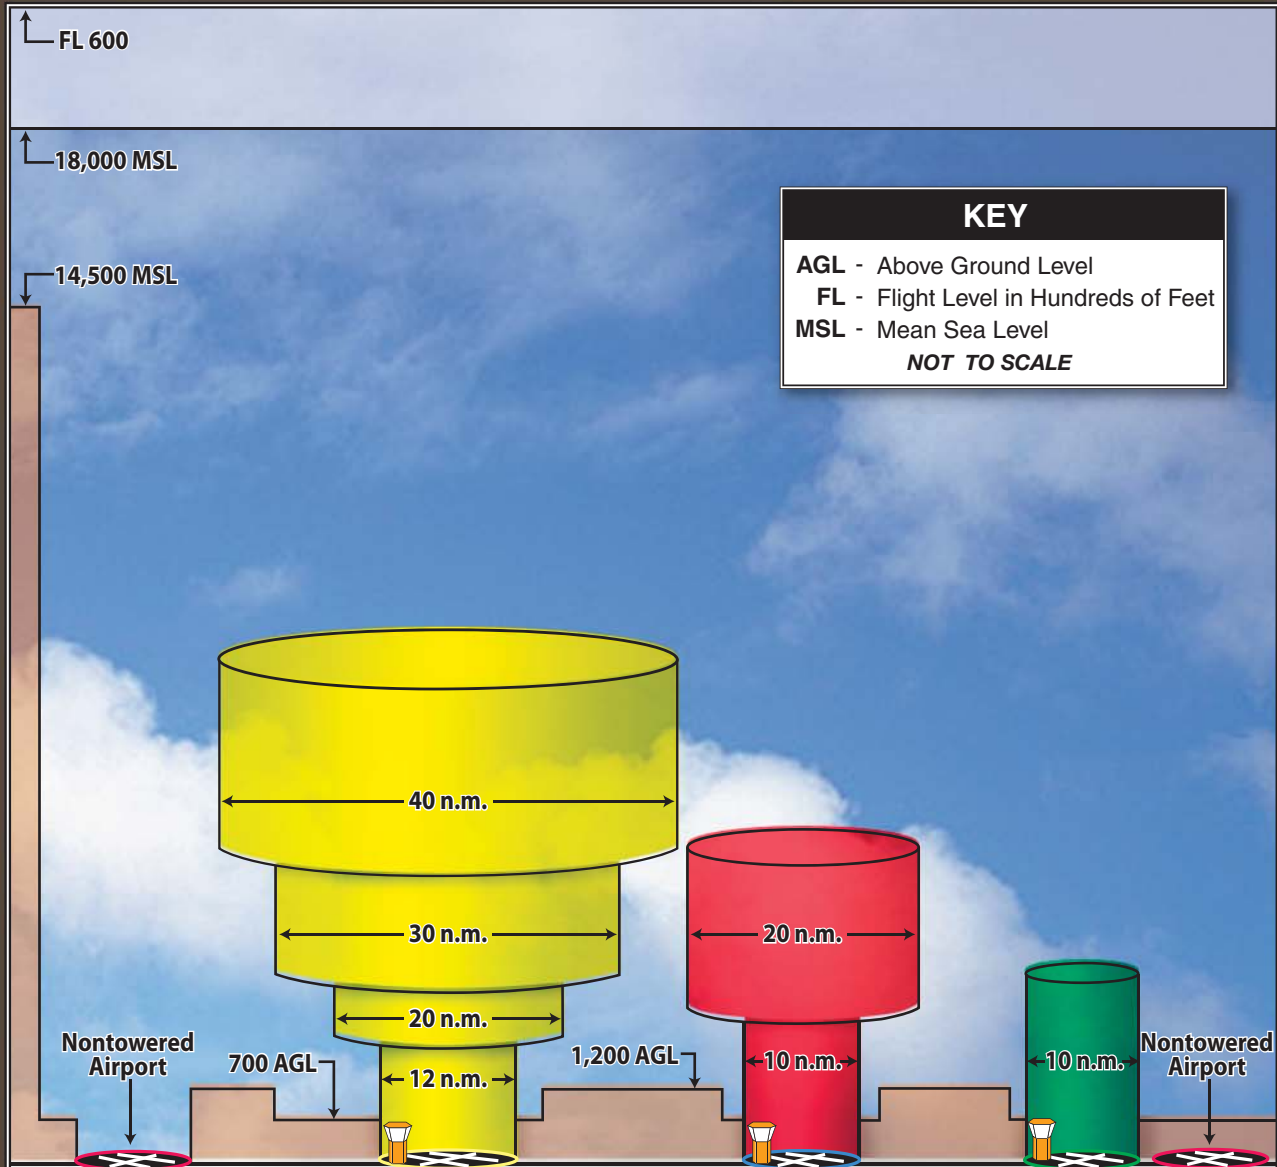 FL 600
18,000 MSL
14,500 MSL
KEY
AGL - Above Ground Level
FL - Flight Level in Hundreds of Feet
MSL - Mean Sea Level
NOT TO SCALE
40 n.m.
30 n.m.
20 n.m.
12 n.m.
20 n.m.
10 n.m.
10 n.m.
Nontowered
Airport
700 AGL
1,200 AGL
Nontowered
Airport